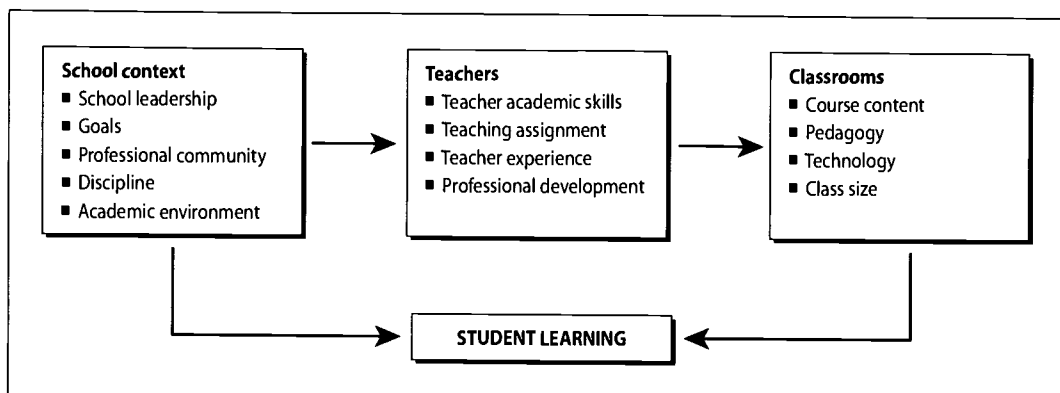 School context
■ School leadership
■ Goals
■ Professional community
■ Discipline
■ Academic environment
Teachers
■ Teacher academic skills
■ Teaching assignment
■ Teacher experience
■ Professional development
Classrooms
■ Course content
■ Pedagogy
■ Technology
■ Class size
STUDENT LEARNING